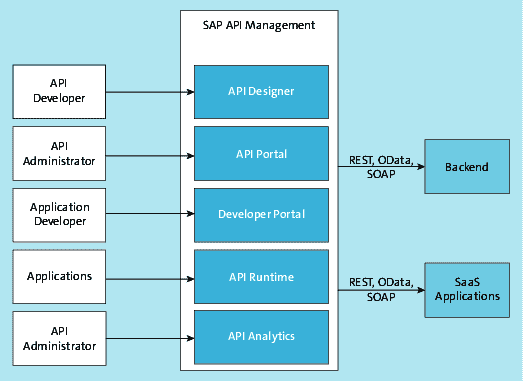 SAP API Management
API
Developer
API Designer
API
Administrator
API Portal
REST, OData,
SOAP
Backend
Application
Developer
Developer Portal
Applications
API Runtime
REST, OData,
SOAP
SaaS
Applications
API
Administrator
API Analytics